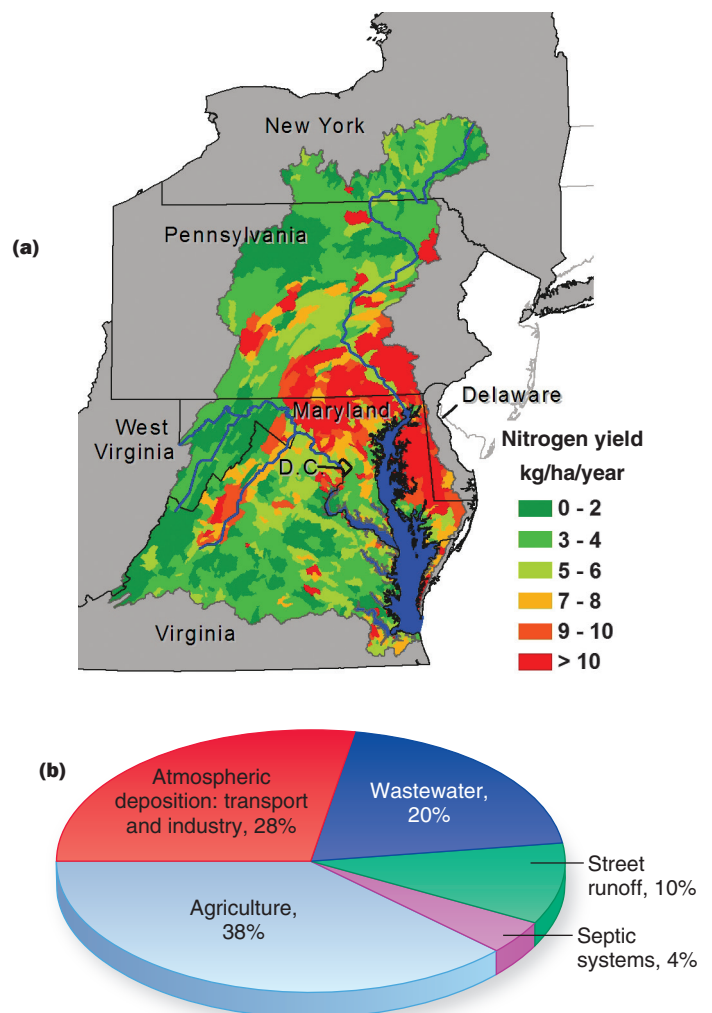 (a)
New York
Pennsylvania
Maryland
Delaware
West
Virginia
D.C
Virginia
Nitrogen yield
kg/ha/year
0 - 2
3 - 4
5 - 6
7 - 8
9 - 10
> 10
(b)
Atmospheric
deposition: transport
and industry, 28%
Wastewater,
20%
Street
runoff, 10%
Septic
systems, 4%
Agriculture,
38%